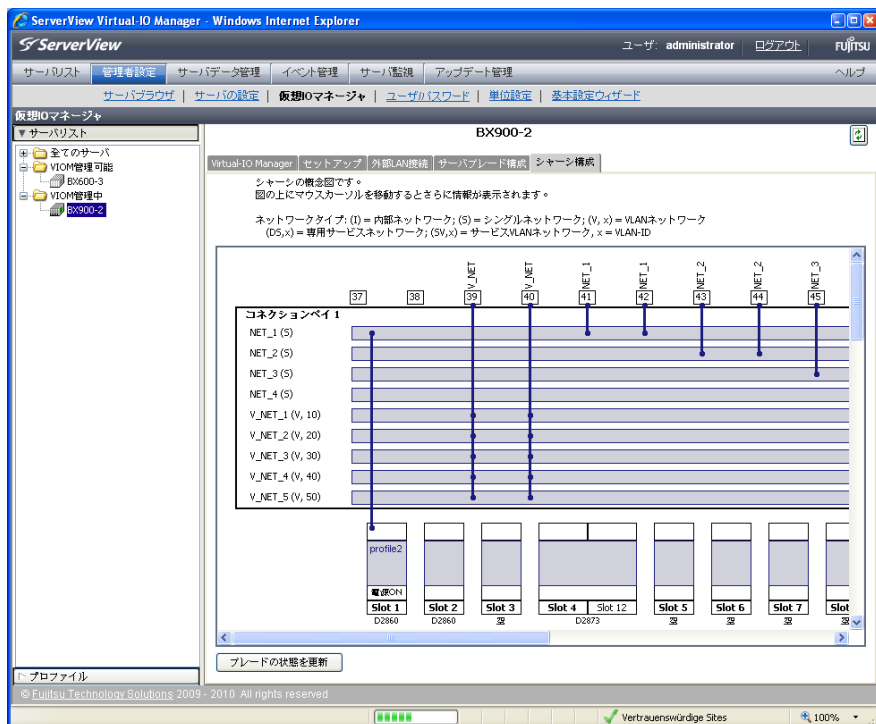 ServerView Virtual-IO Manager - Windows Internet Explorer
ServerView ユーザ: administrator ログアウト FUJITSU
サーバリスト 管理者設定 サーバデータ管理 イベント管理 サーバ監視 アップデート管理 ヘルプ
サーバブラウザ | サーバの設定 | 仮想IOマネージャ | ユーザパスワード | 単位設定 | 基本設定ウィザード
仮想IOマネージャ
▼ サーバリスト
全てのサーバ
VIOM管理可能
BX600-3
VIOM管理中
BX900-2
プロファイル
BX900-2
Virtual-IO Manager セットアップ 外部LAN接続 サーバブレード構成 シャーシ構成
シャーシの概念図です。
図の上にマウスカーソルを移動するとさらに情報が表示されます。
ネットワークタイプ: (I) = 内部ネットワーク; (S) = シングルネットワーク; (V, x) = VLANネットワーク
(DS,x) = 専用サービスネットワーク; (SV,x) = サービスVLANネットワーク, x = VLAN-ID
V_NET V_NET NET_1 NET_1 NET_2 NET_2 NET_3
37 38 39 40 41 42 43 44 45
コネクションベイ 1
NET_1 (S)
NET_2 (S)
NET_3 (S)
NET_4 (S)
V_NET_1 (V, 10)
V_NET_2 (V, 20)
V_NET_3 (V, 30)
V_NET_4 (V, 40)
V_NET_5 (V, 50)
profile2
電源ON
Slot 1 Slot 2 Slot 3 Slot 4 Slot 12 Slot 5 Slot 6 Slot 7 Slot
D2860 D2860 空 D2873 空 空 空 空
ブレードの状態を更新
© Fujitsu Technology Solutions 2009 - 2010 All rights reserved
Vertrauenswürdige Sites 100%